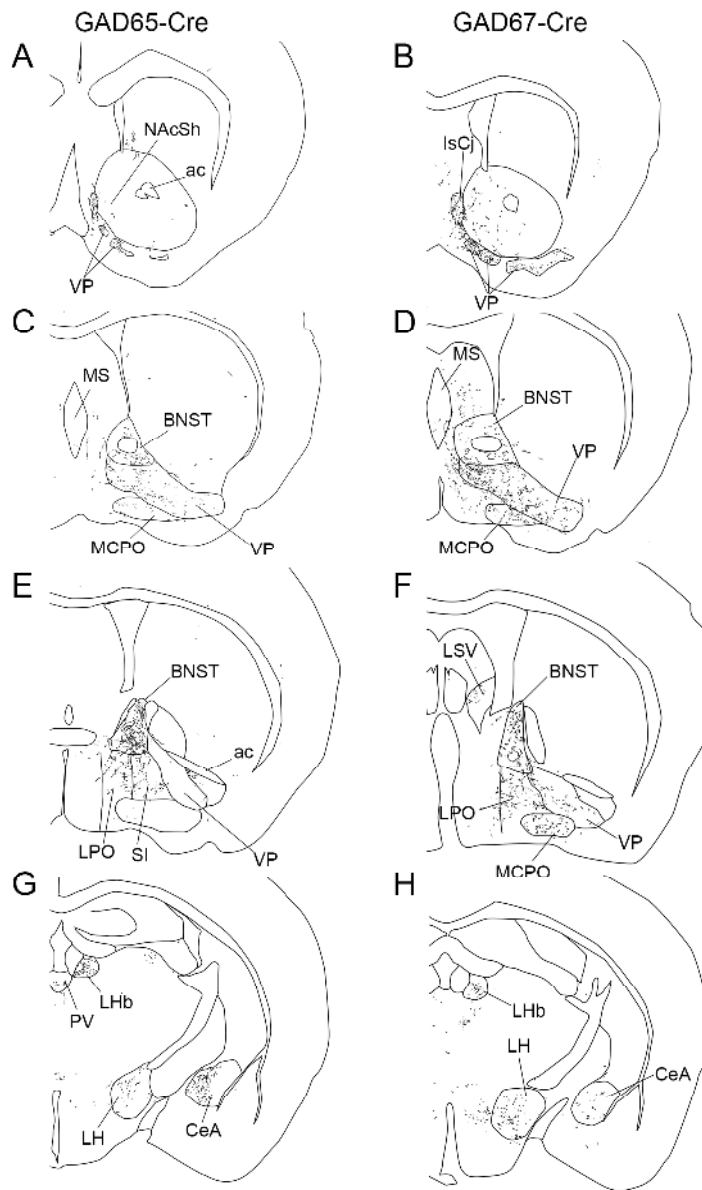 GAD65-Cre
GAD67-Cre
A
NAcSh
ac
VP
B
IsCj
VP
C
MS
BNST
MCPO
VP
D
MS
BNST
VP
MCPO
E
BNST
ac
LPO
SI
VP
F
LSV
BNST
LPO
VP
MCPO
G
LHb
PV
LH
CeA
H
LHb
LH
CeA